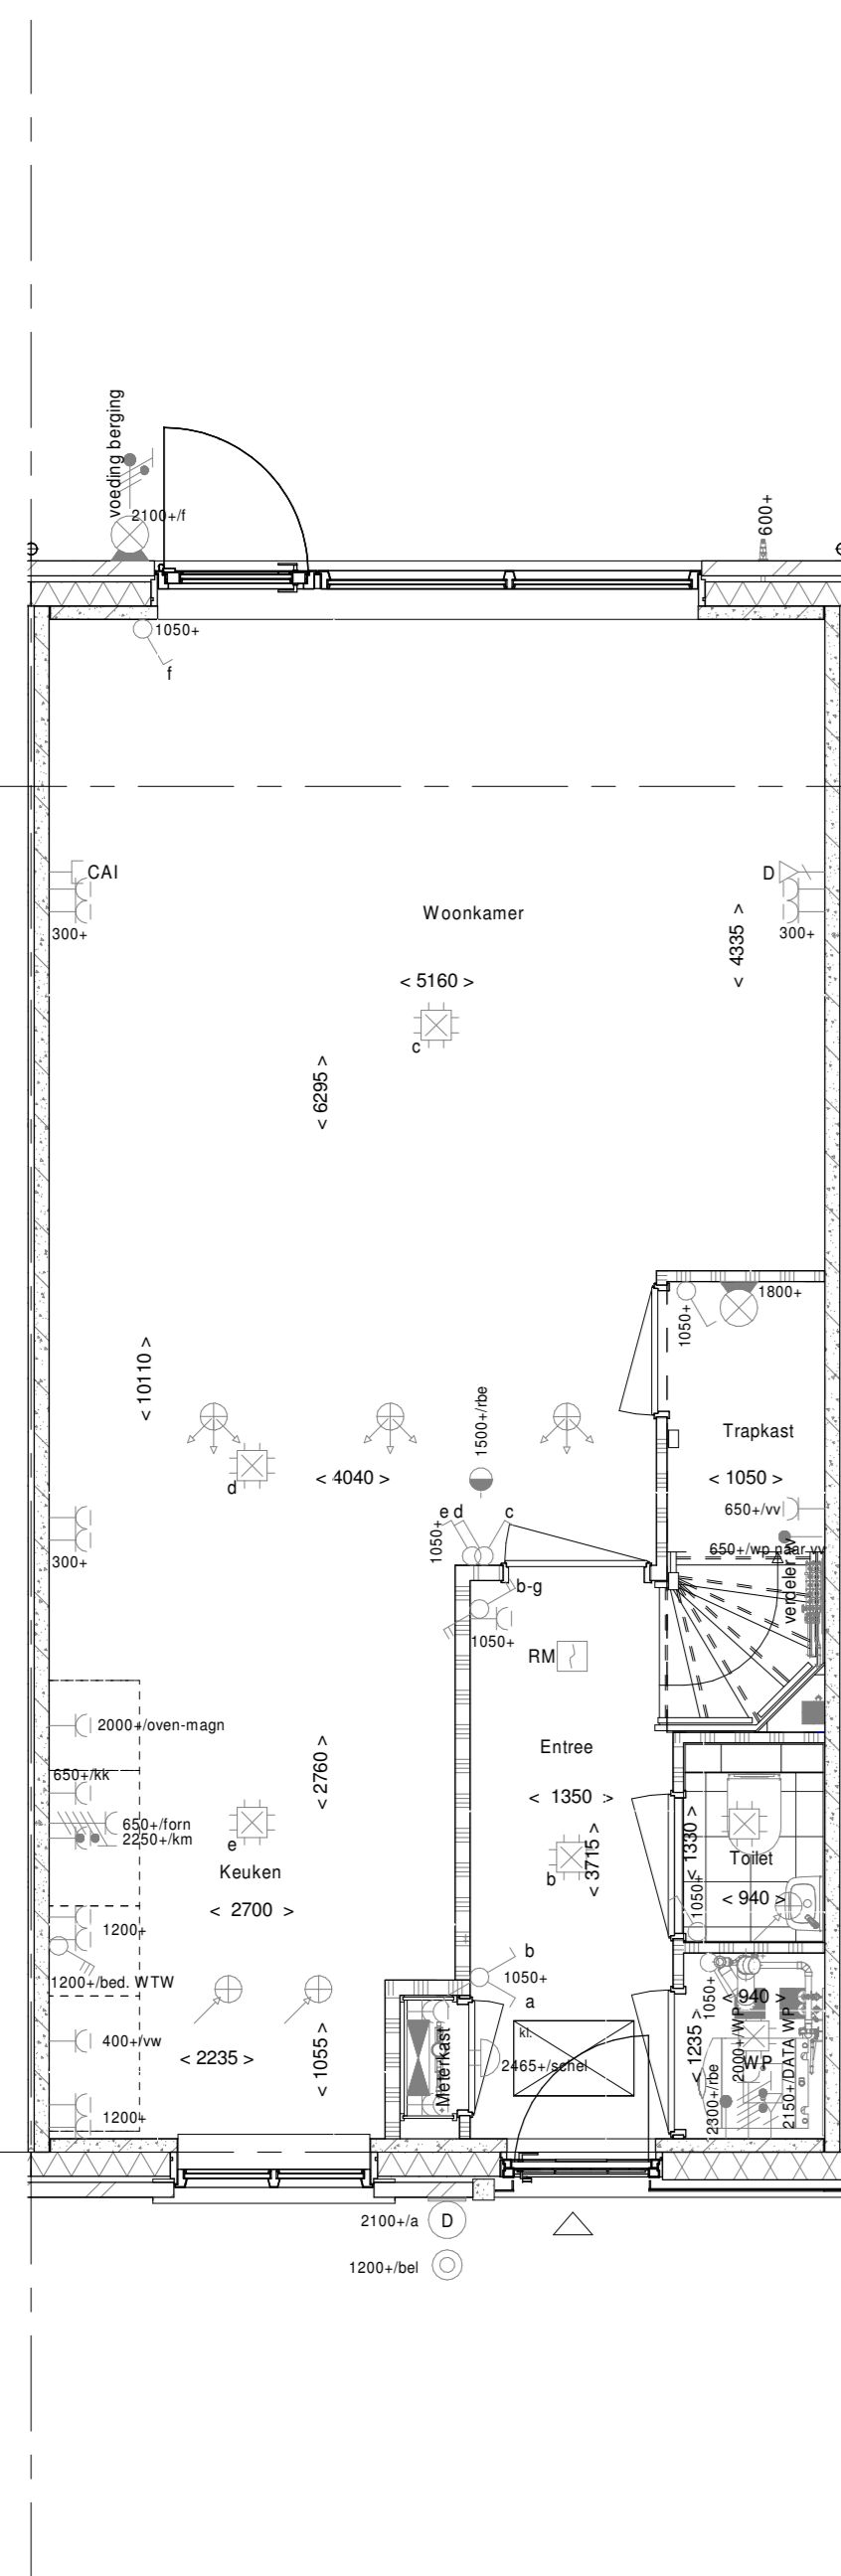 voeding berging
2100+/f
600+
1050+
f
CAI
300+
D
300+
Woonkamer
< 4335 >
< 5160 >
c
< 6295 >
1800+
1050+
< 10110 >
1500+/rbe
Trapkast
< 1050 >
d
< 4040 >
650+/vv
e d
c
1050+
300+
650+/wp naar vv
verdeler vv
b-g
1050+
RM
2000+/oven-magn
Entree
< 2760 >
650+/kk
< 1350 >
650+/forn
2250+/km
e
Keuken
< 2700 >
b
< 3715 >
< 1330 >
Toilet
< 940 >
1050+
1200+
b
1050+
a
1200+/bed. WTW
1050+
< 940 >
kl.
400+/vw
< 2235 >
< 1055 >
Meterkast
2465+/schel
< 1235 >
2000+/WP
WP
2300+/rbe
2150+/DATA WP
1200+
2100+/a
D
1200+/bel